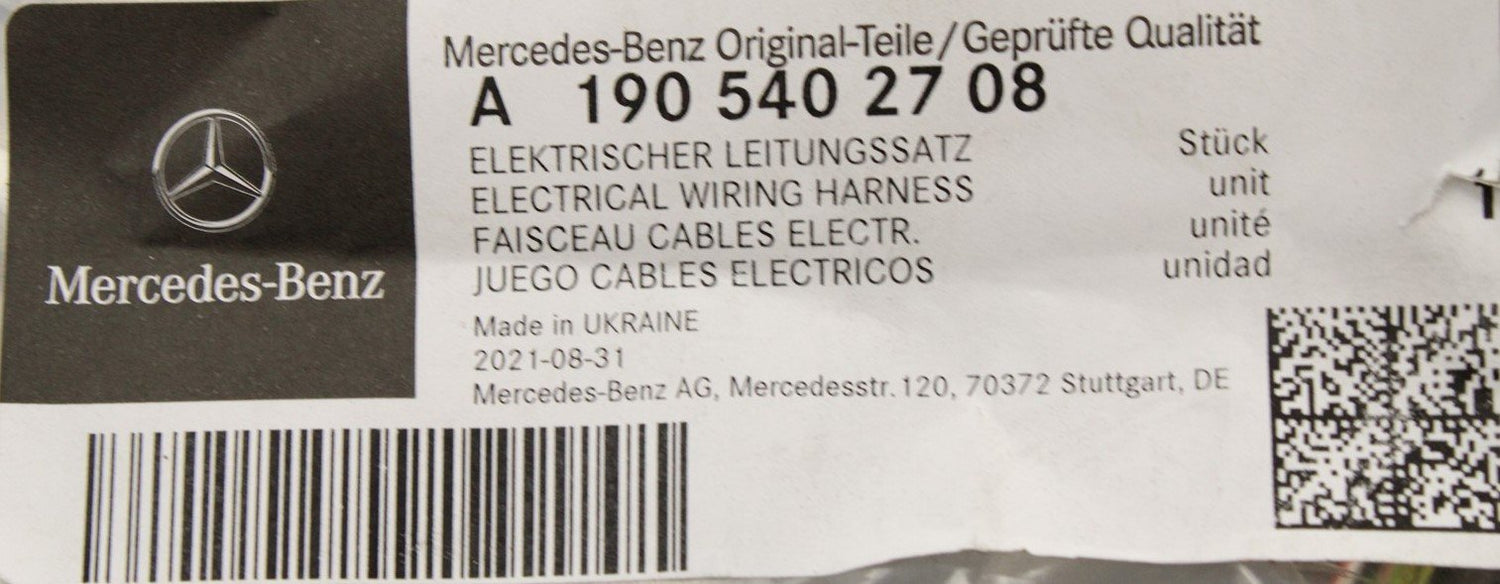 Mercedes-Benz Original-Teile/Geprüfte Qualität
A 190 540 27 08
ELEKTRISCHER LEITUNGSSATZ Stück
ELECTRICAL WIRING HARNESS unit
FAISCEAU CABLES ELECTR. unité
JUEGO CABLES ELECTRICOS unidad
Mercedes-Benz
Made in UKRAINE
2021-08-31
Mercedes-Benz AG, Mercedesstr. 120, 70372 Stuttgart, DE